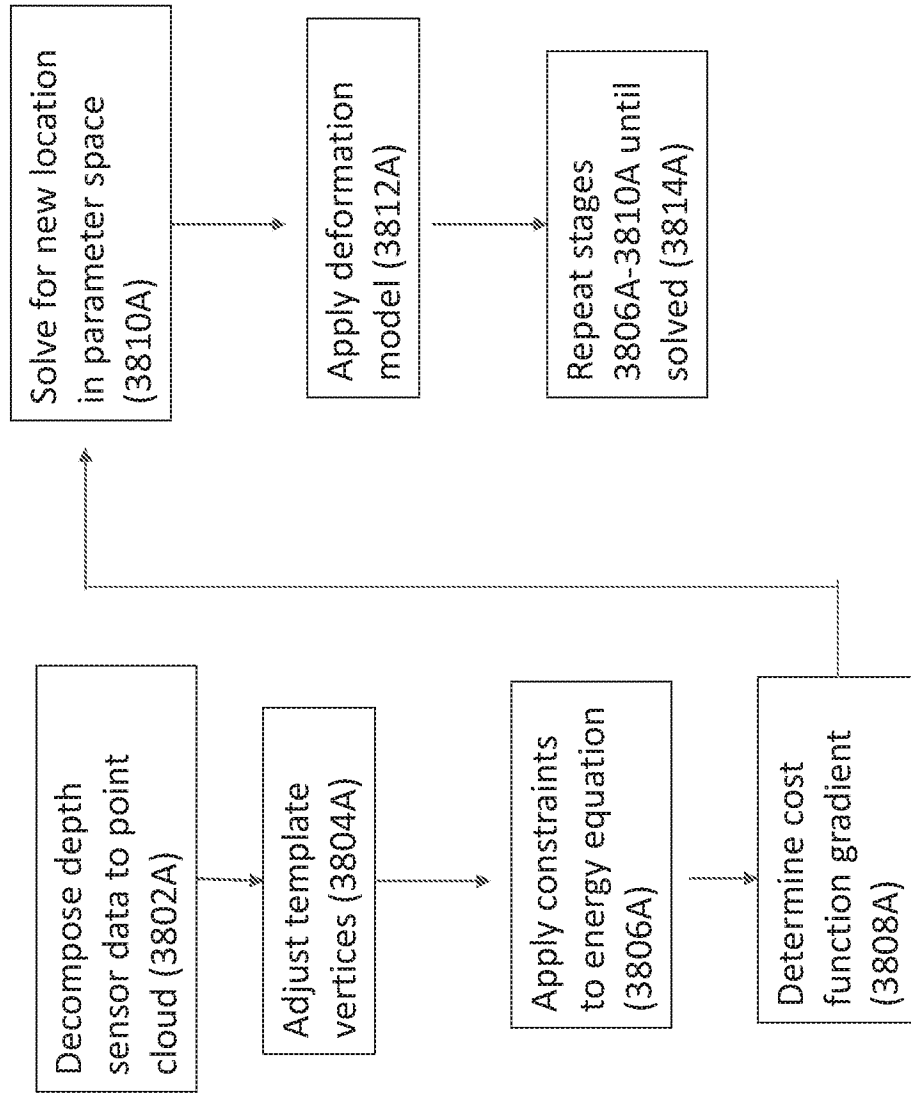 Decompose depth
sensor data to point
cloud (3802A)
Adjust template
vertices (3804A)
Apply constraints
to energy equation
(3806A)
Determine cost
function gradient
(3808A)
Solve for new location
in parameter space
(3810A)
Apply deformation
model (3812A)
Repeat stages
3806A-3810A until
solved (3814A)